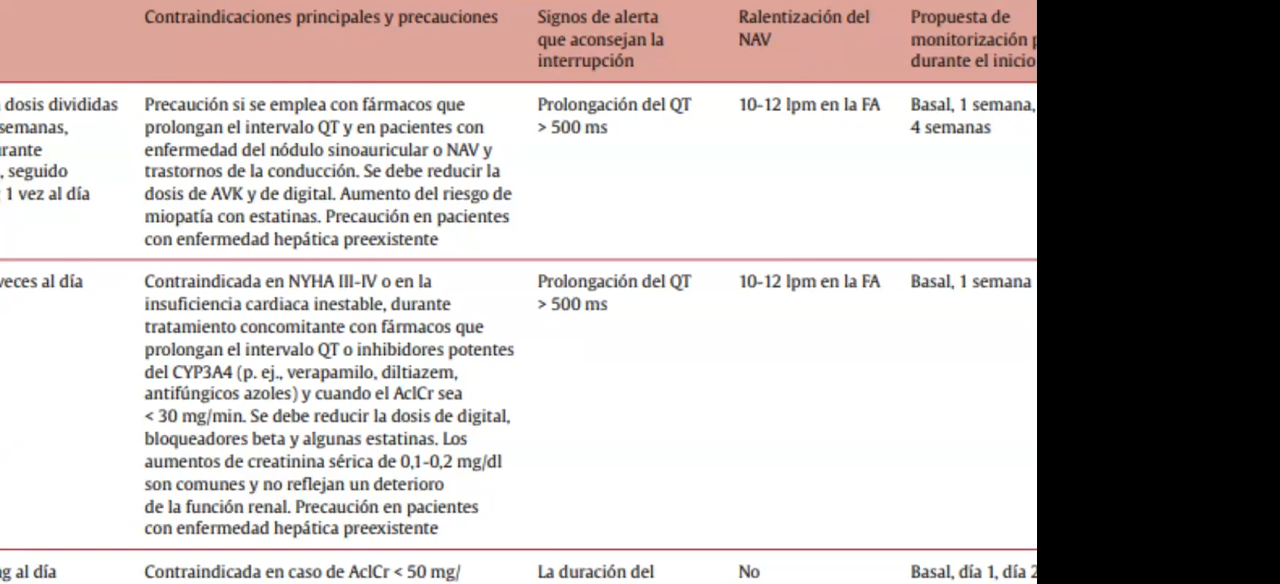 Contraindicaciones principales y precauciones
Signos de alerta
que aconsejan la
interrupción
Ralentización del
NAV
Propuesta de
monitorización
durante el inicio
dosis divididas
semanas,
, seguido
1 vez al día
Precaución si se emplea con fármacos que
prolongan el intervalo QT y en pacientes con
enfermedad del nódulo sinoauricular o NAV y
trastornos de la conducción. Se debe reducir la
dosis de AVK y de digital. Aumento del riesgo de
miopatía con estatinas. Precaución en pacientes
con enfermedad hepática preexistente
Prolongación del QT
> 500 ms
10-12 lpm en la FA
Basal, 1 semana,
4 semanas
veces al día
Contraindicada en NYHA III-IV o en la
insuficiencia cardiaca inestable, durante
tratamiento concomitante con fármacos que
prolongan el intervalo QT o inhibidores potentes
del CYP3A4 (p. ej., verapamilo, diltiazem,
antifúngicos azoles) y cuando el AclCr sea
< 30 mg/min. Se debe reducir la dosis de digital,
bloqueadores beta y algunas estatinas. Los
aumentos de creatinina sérica de 0,1-0,2 mg/dl
son comunes y no reflejan un deterioro
de la función renal. Precaución en pacientes
con enfermedad hepática preexistente
Prolongación del QT
> 500 ms
10-12 lpm en la FA
Basal, 1 semana
al día
Contraindicada en caso de AclCr < 50 mg/
La duración del
No
Basal, día 1, día 2